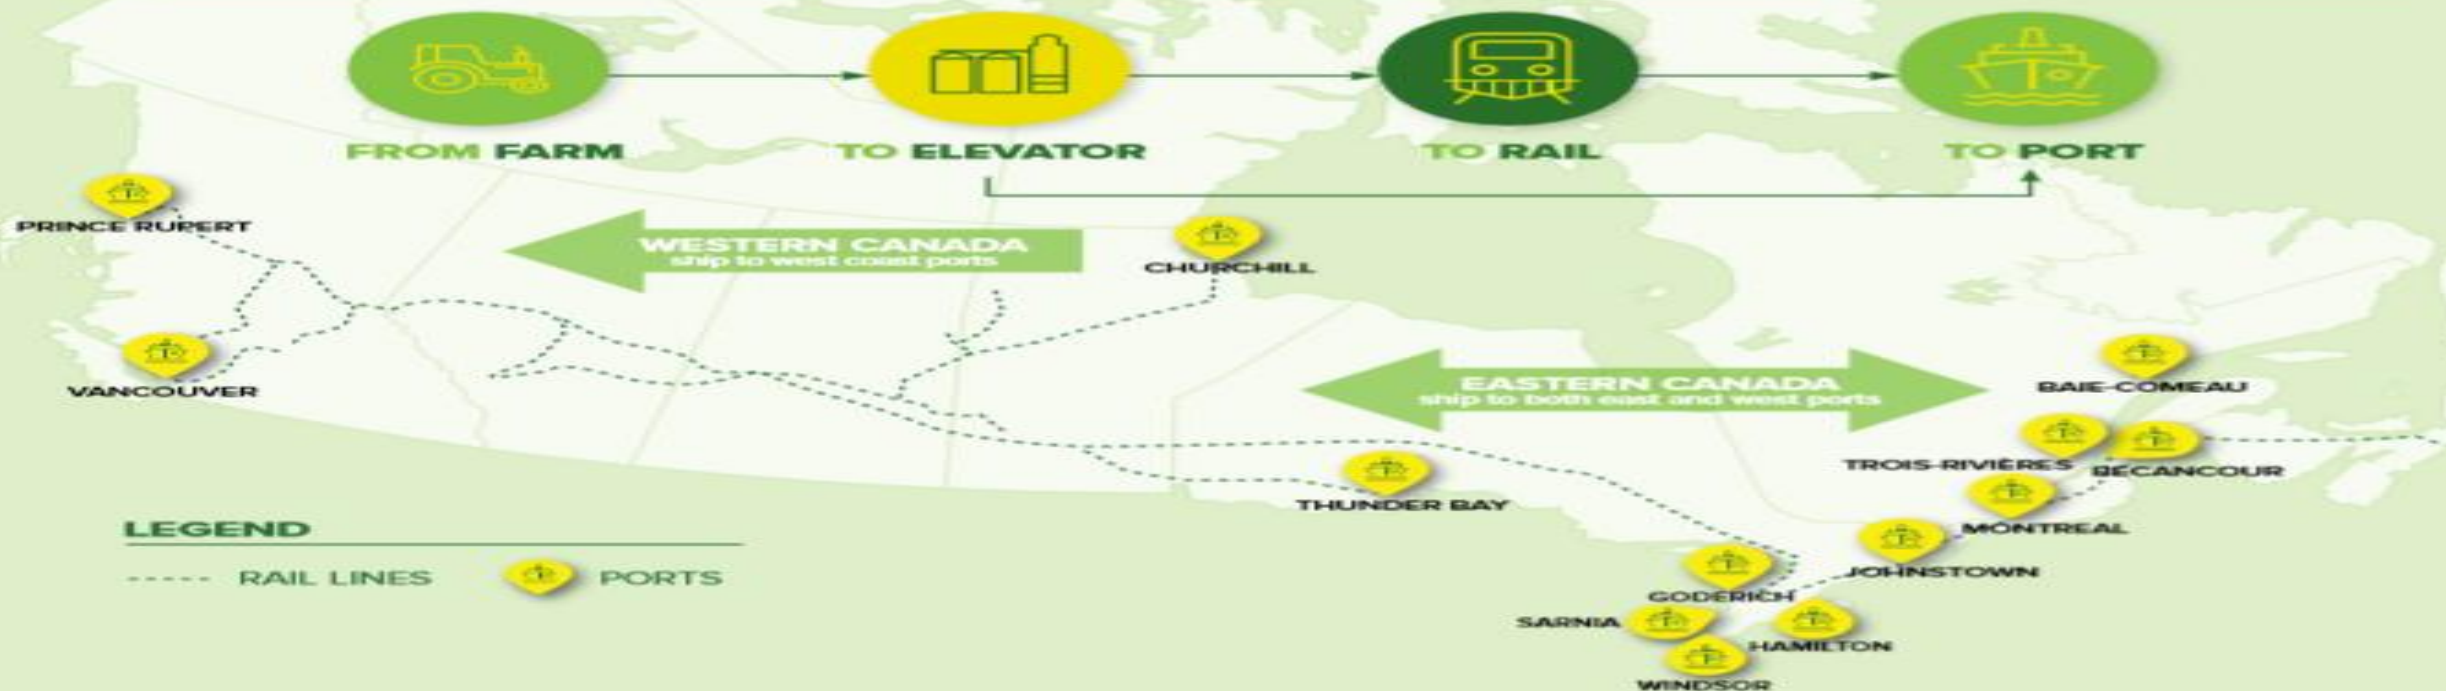 FROM FARM
TO ELEVATOR
TO RAIL
TO PORT
PRINCE RUPERT
WESTERN CANADA
ship to west coast ports
CHURCHILL
VANCOUVER
EASTERN CANADA
ship to both east and west ports
BAIE-COMEAU
TROIS-RIVIÈRES
BÉCANCOUR
THUNDER BAY
MONTREAL
JOHNSTOWN
GODERICH
SARNIA
HAMILTON
WINDSOR
LEGEND
RAIL LINES
PORTS